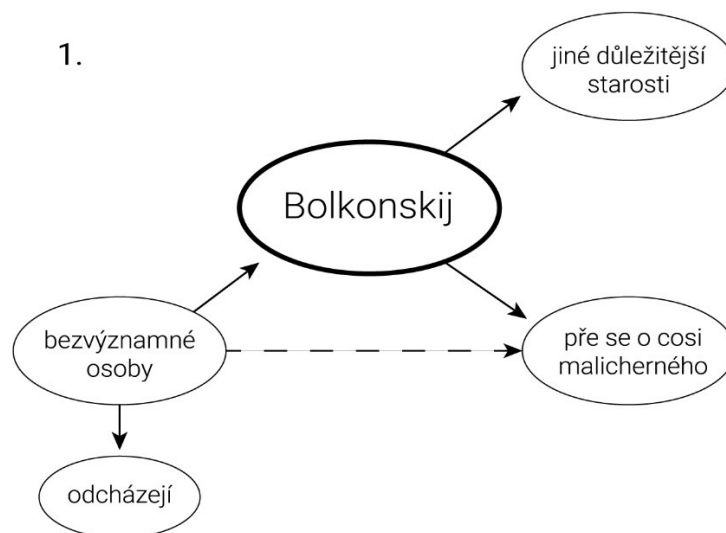 1.
jiné důležitější
starosti
Bolkonskij
bezvýznamné
osoby
pře se o cosi
malicherného
odcházejí